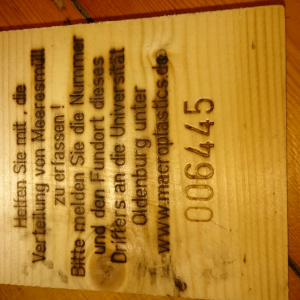 Helfen Sie mit, die
Verteilung von Meeresmüll
zu erfassen !
Bitte melden Sie die Nummer
und den Fundort dieses
Drifters an die Universität
Oldenburg unter
www.macroplastics.de
006445